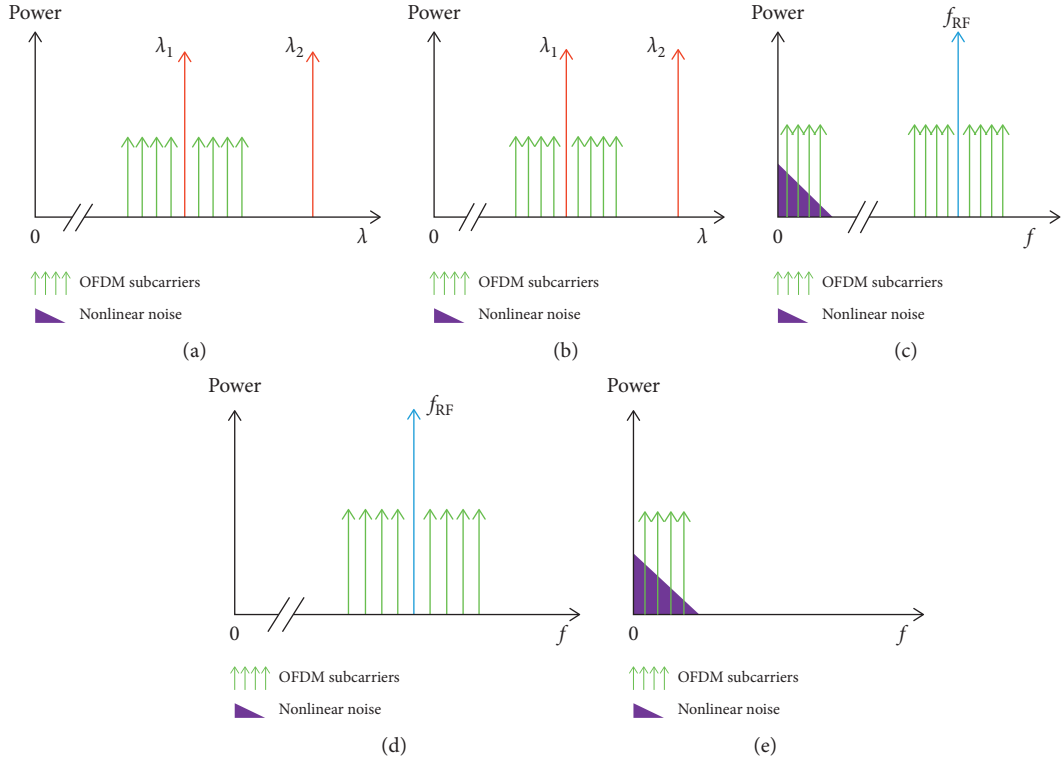 Power
λ1
λ2
0
λ
OFDM subcarriers
Nonlinear noise
(a)
Power
λ1
λ2
0
λ
OFDM subcarriers
Nonlinear noise
(b)
Power
fRF
0
f
OFDM subcarriers
Nonlinear noise
(c)
Power
fRF
0
f
OFDM subcarriers
Nonlinear noise
(d)
Power
0
f
OFDM subcarriers
Nonlinear noise
(e)